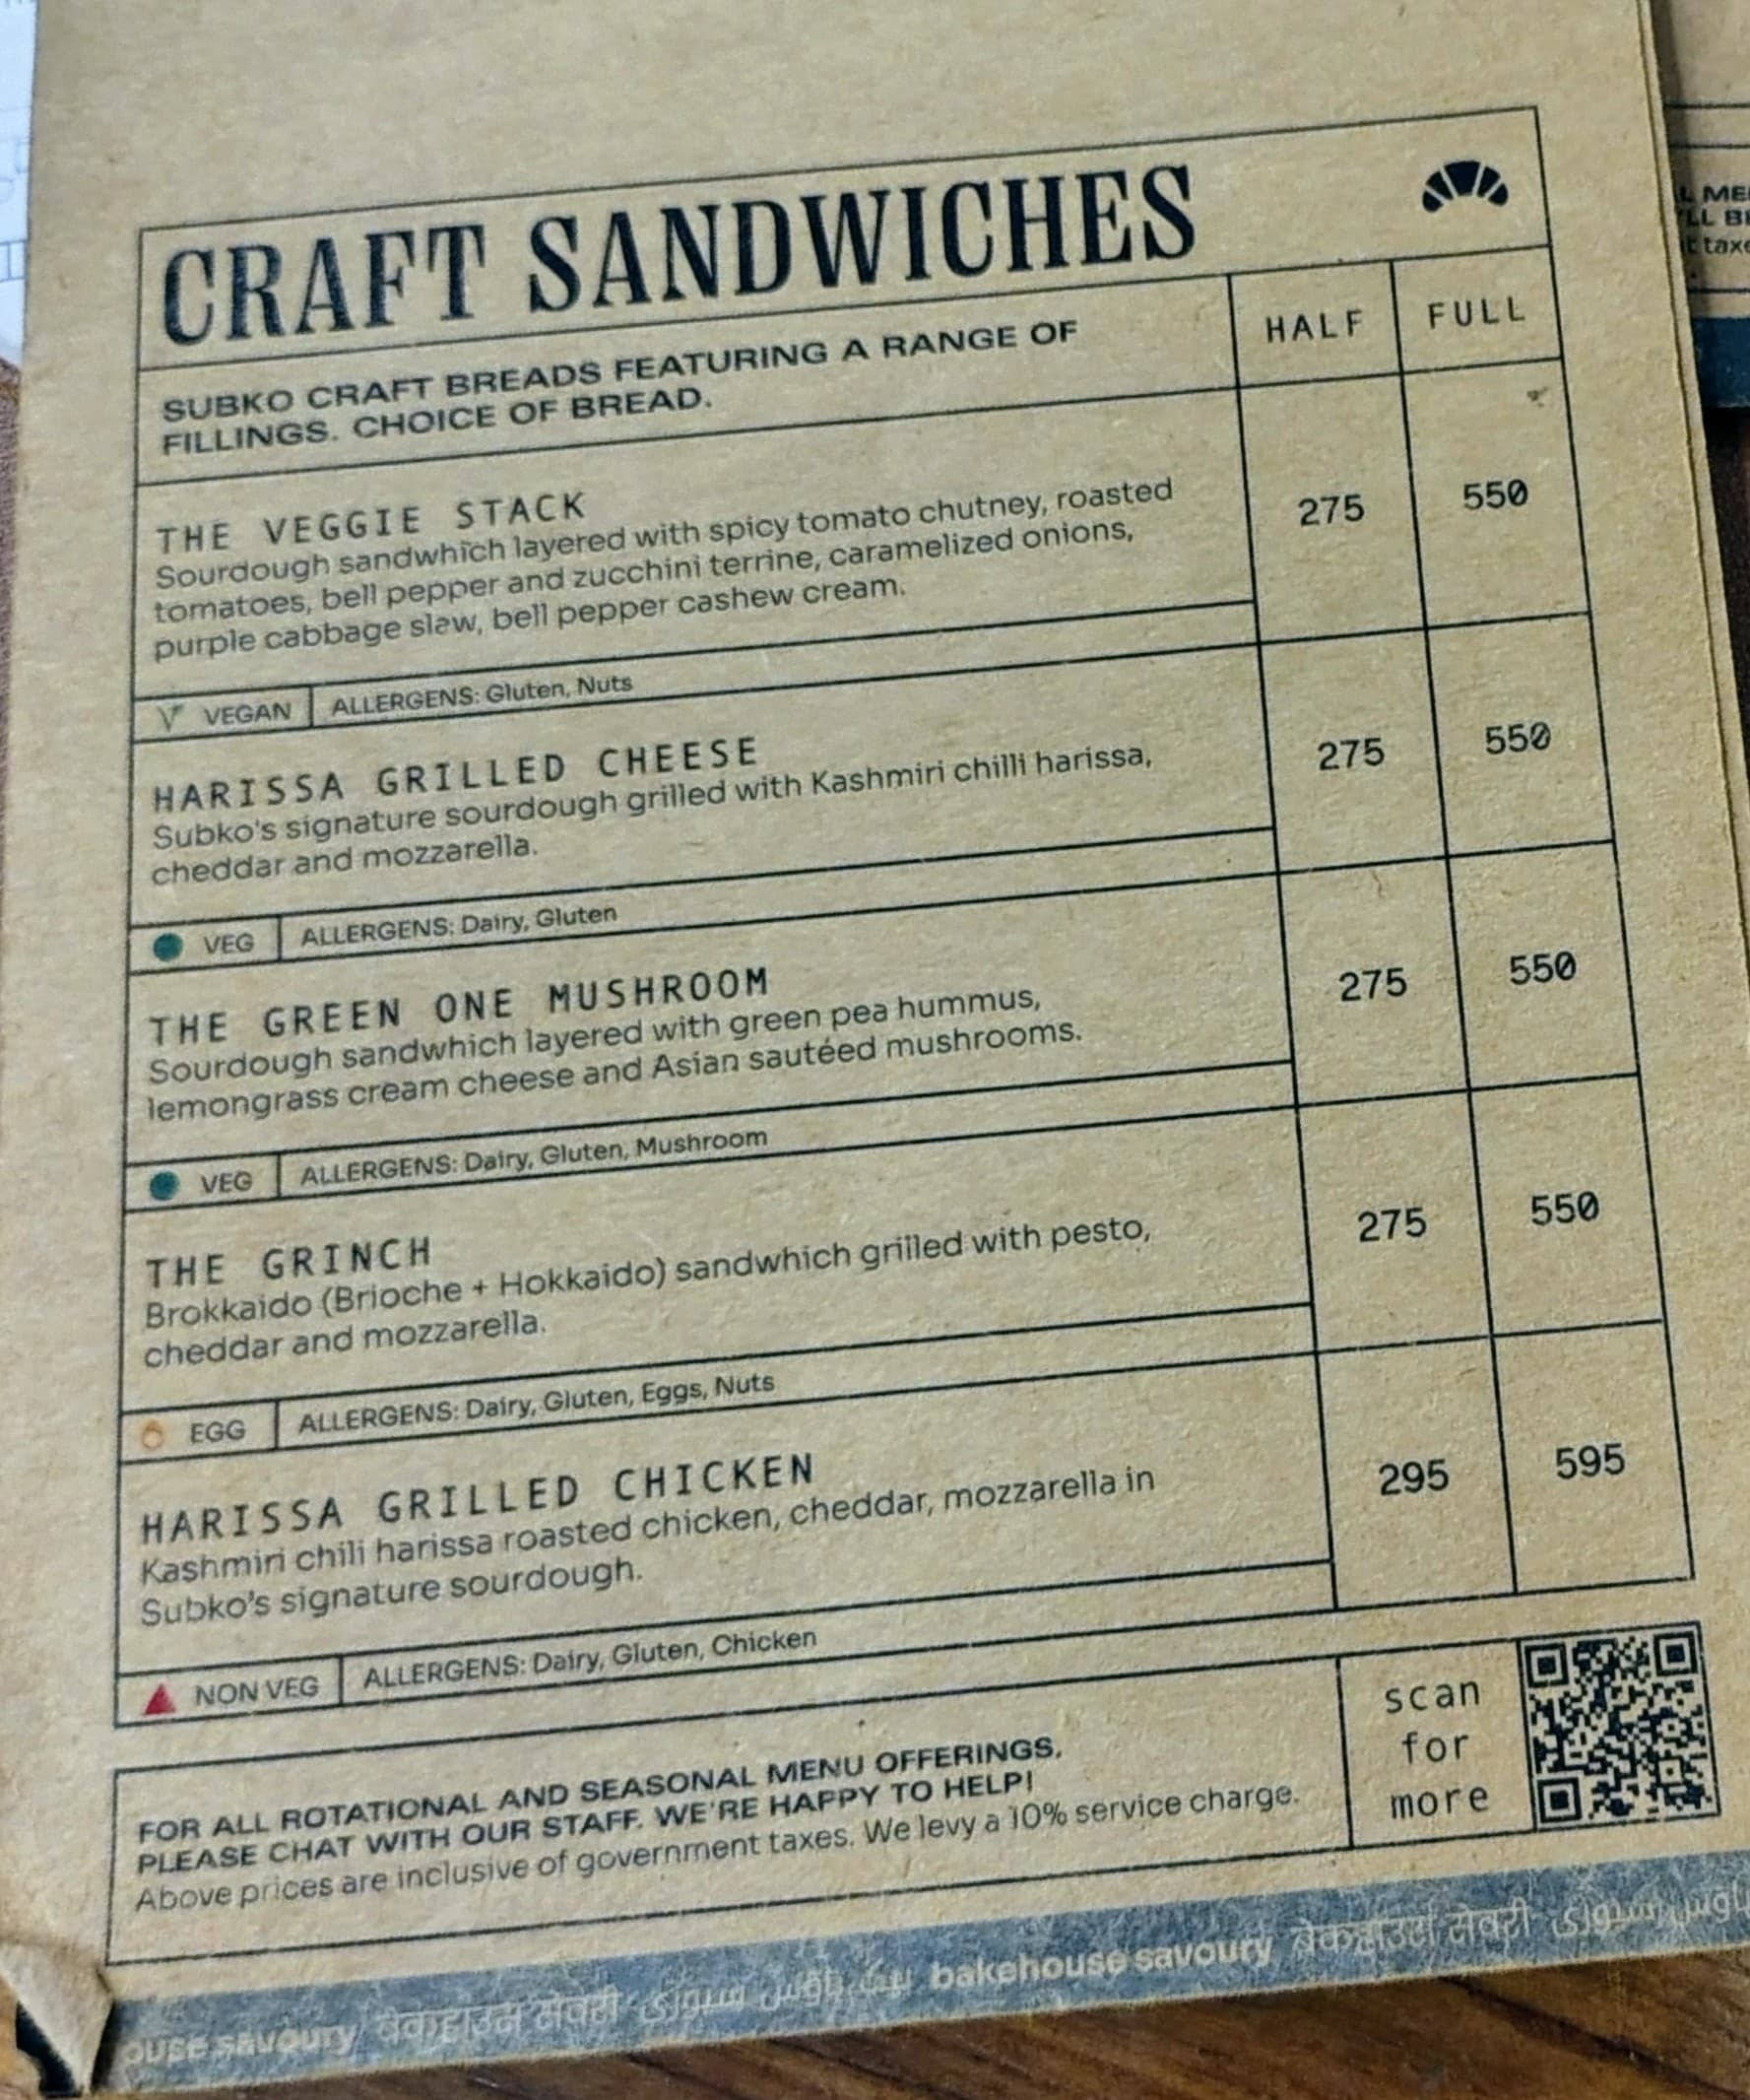 CRAFT SANDWICHES
SUBKO CRAFT BREADS FEATURING A RANGE OF
FILLINGS. CHOICE OF BREAD.
HALF
FULL
THE VEGGIE STACK
Sourdough sandwhich layered with spicy tomato chutney, roasted
tomatoes, bell pepper and zucchini terrine, caramelized onions,
purple cabbage slaw, bell pepper cashew cream.
275
550
VEGAN
ALLERGENS: Gluten, Nuts
HARISSA GRILLED CHEESE
Subko's signature sourdough grilled with Kashmiri chilli harissa,
cheddar and mozzarella.
275
550
VEG
ALLERGENS: Dairy, Gluten
THE GREEN ONE MUSHROOM
Sourdough sandwhich layered with green pea hummus,
lemongrass cream cheese and Asian sautéed mushrooms.
275
550
VEG
ALLERGENS: Dairy, Gluten, Mushroom
THE GRINCH
Brokkaido (Brioche + Hokkaido) sandwhich grilled with pesto,
cheddar and mozzarella.
275
550
EGG
ALLERGENS: Dairy, Gluten, Eggs, Nuts
HARISSA GRILLED CHICKEN
Kashmiri chili harissa roasted chicken, cheddar, mozzarella in
Subko's signature sourdough.
295
595
NON VEG
ALLERGENS: Dairy, Gluten, Chicken
FOR ALL ROTATIONAL AND SEASONAL MENU OFFERINGS,
PLEASE CHAT WITH OUR STAFF. WE'RE HAPPY TO HELP!
Above prices are inclusive of government taxes. We levy a 10% service charge.
scan
for
more
savoury बेकहाउस सेवरी bakehouse savoury बेकहाउस सेवरी